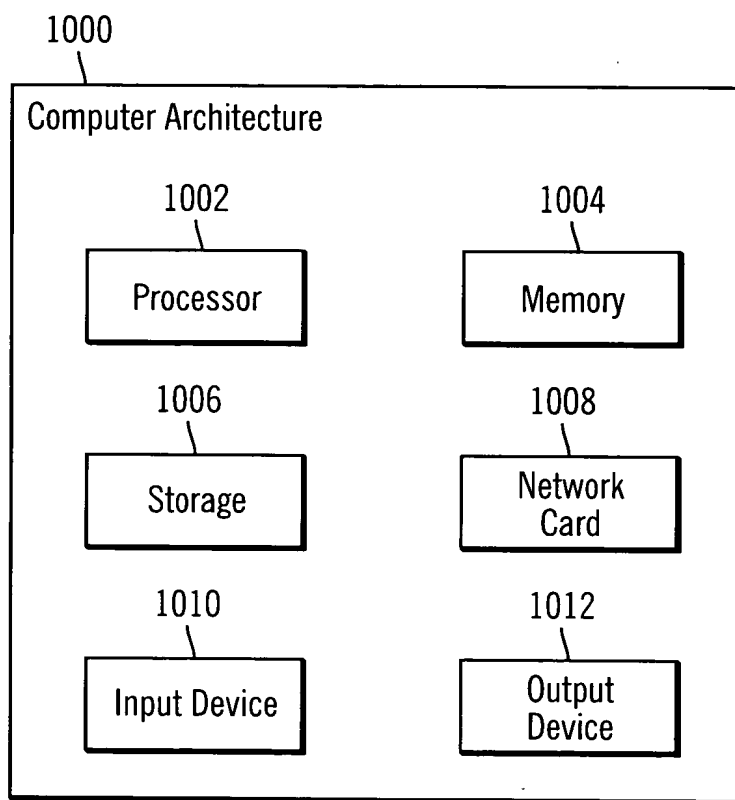 1000
Computer Architecture
1002
1004
Processor
Memory
1006
1008
Storage
Network
Card
1010
1012
Input Device
Output
Device